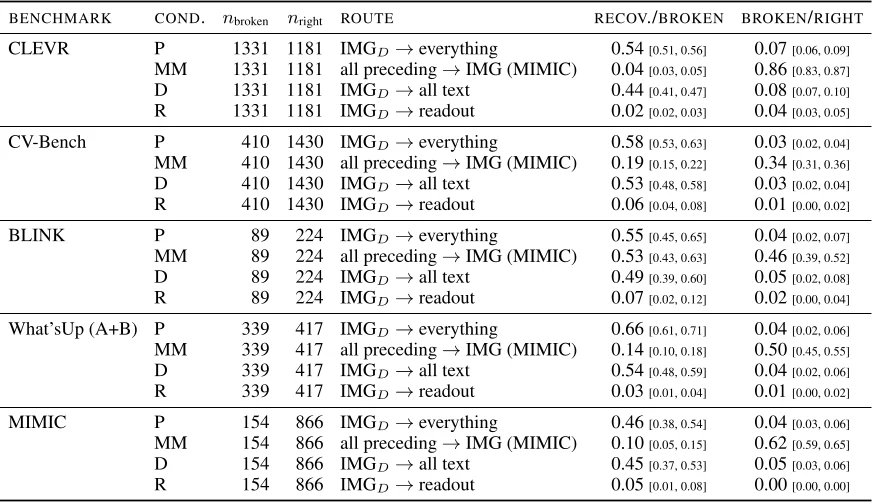 BENCHMARK COND. n_broken n_right ROUTE RECOV./BROKEN BROKEN/RIGHT
CLEVR P 1331 1181 IMG_D → everything 0.54 [0.51, 0.56] 0.07 [0.06, 0.09]
MM 1331 1181 all preceding → IMG (MIMIC) 0.04 [0.03, 0.05] 0.86 [0.83, 0.87]
D 1331 1181 IMG_D → all text 0.44 [0.41, 0.47] 0.08 [0.07, 0.10]
R 1331 1181 IMG_D → readout 0.02 [0.02, 0.03] 0.04 [0.03, 0.05]
CV-Bench P 410 1430 IMG_D → everything 0.58 [0.53, 0.63] 0.03 [0.02, 0.04]
MM 410 1430 all preceding → IMG (MIMIC) 0.19 [0.15, 0.22] 0.34 [0.31, 0.36]
D 410 1430 IMG_D → all text 0.53 [0.48, 0.58] 0.03 [0.02, 0.04]
R 410 1430 IMG_D → readout 0.06 [0.04, 0.08] 0.01 [0.00, 0.02]
BLINK P 89 224 IMG_D → everything 0.55 [0.45, 0.65] 0.04 [0.02, 0.07]
MM 89 224 all preceding → IMG (MIMIC) 0.53 [0.43, 0.63] 0.46 [0.39, 0.52]
D 89 224 IMG_D → all text 0.49 [0.39, 0.60] 0.05 [0.02, 0.08]
R 89 224 IMG_D → readout 0.07 [0.02, 0.12] 0.02 [0.00, 0.04]
What'sUp (A+B) P 339 417 IMG_D → everything 0.66 [0.61, 0.71] 0.04 [0.02, 0.06]
MM 339 417 all preceding → IMG (MIMIC) 0.14 [0.10, 0.18] 0.50 [0.45, 0.55]
D 339 417 IMG_D → all text 0.54 [0.48, 0.59] 0.04 [0.02, 0.06]
R 339 417 IMG_D → readout 0.03 [0.01, 0.04] 0.01 [0.00, 0.02]
MIMIC P 154 866 IMG_D → everything 0.46 [0.38, 0.54] 0.04 [0.03, 0.06]
MM 154 866 all preceding → IMG (MIMIC) 0.10 [0.05, 0.15] 0.62 [0.59, 0.65]
D 154 866 IMG_D → all text 0.45 [0.37, 0.53] 0.05 [0.03, 0.06]
R 154 866 IMG_D → readout 0.05 [0.01, 0.08] 0.00 [0.00, 0.00]